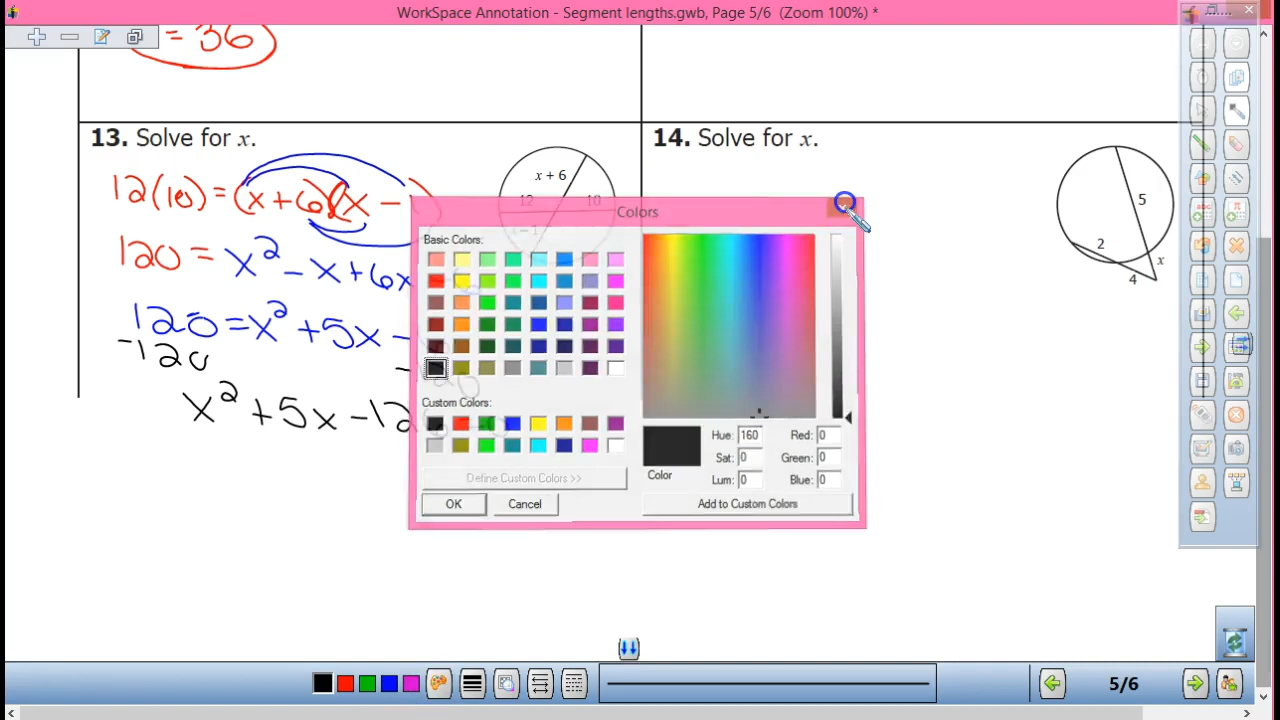 WorkSpace Annotation - Segment lengths.gwb, Page 5/6 (Zoom 100%) *
= 36
13. Solve for x.
12(10) = (x + 6)(x -
120 = x² - x + 6x
120 = x² + 5x -
-120
x² + 5x - 12
x + 6
12
10
14. Solve for x.
5
2
x
4
Colors
Basic Colors:
Custom Colors:
Define Custom Colors >>
OK
Cancel
Hue: 160
Sat: 0
Lum: 0
Red: 0
Green: 0
Blue: 0
Color
Add to Custom Colors
5/6